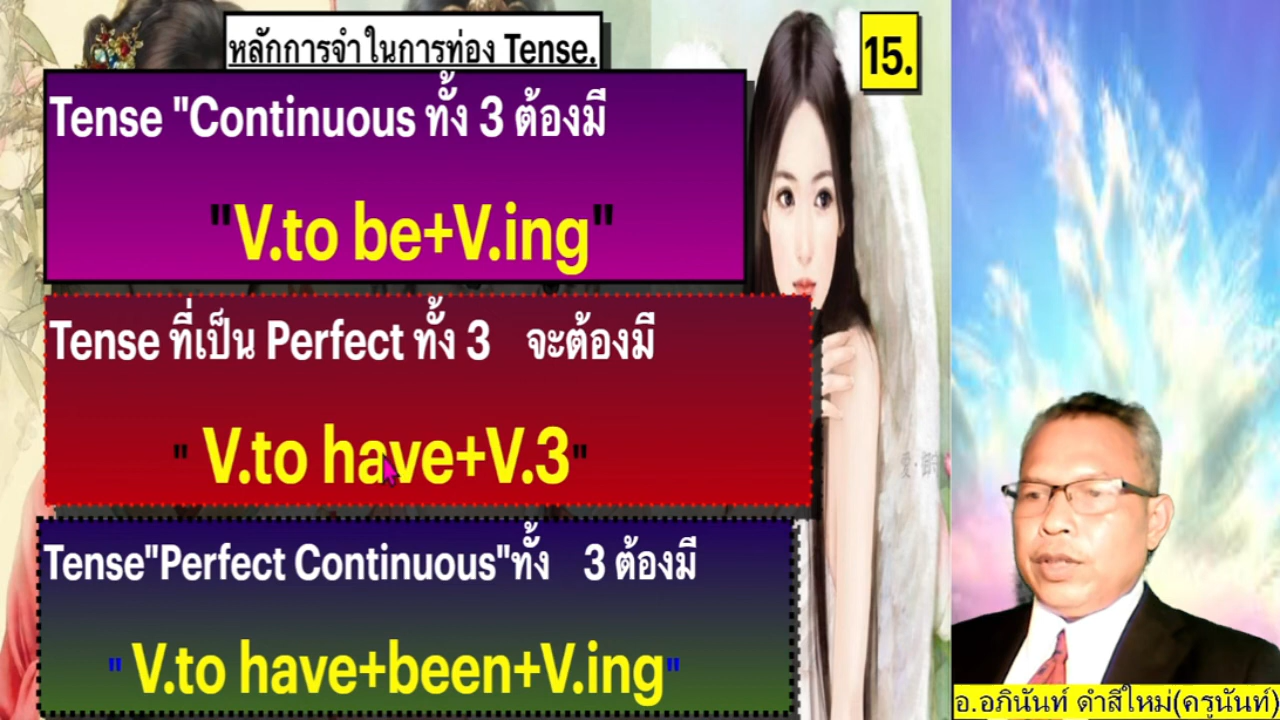 หลักการจำในการท่อง Tense.
15.
Tense "Continuous ทั้ง 3 ต้องมี
"V.to be+V.ing"
Tense ที่เป็น Perfect ทั้ง 3 จะต้องมี
" V.to have+V.3"
Tense"Perfect Continuous"ทั้ง 3 ต้องมี
" V.to have+been+V.ing"
อ.อภินันท์ ดำสีใหม่(ครูนันท์)